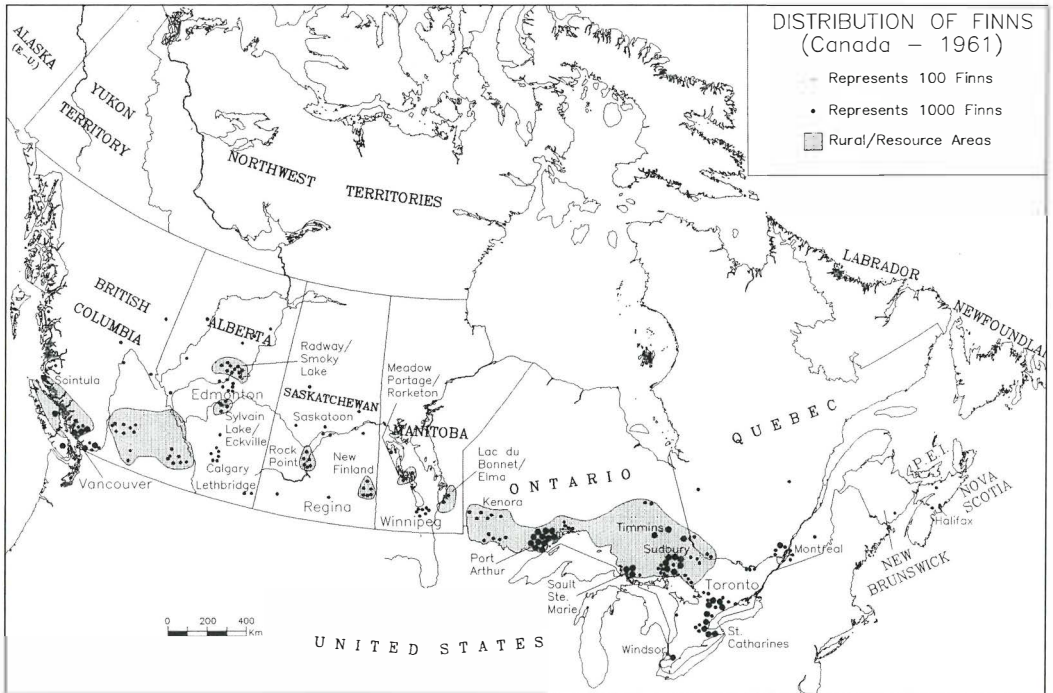 DISTRIBUTION OF FINNS
(Canada – 1961)
Represents 100 Finns
Represents 1000 Finns
Rural/Resource Areas
ALASKA
(E.-U.)
YUKON
TERRITORY
NORTHWEST TERRITORIES
BRITISH
COLUMBIA
ALBERTA
SASKATCHEWAN
MANITOBA
ONTARIO
QUEBEC
LABRADOR
NEWFOUNDLAN
P.E.I.
NOVA
SCOTIA
NEW
BRUNSWICK
Sointula
Vancouver
Radway/
Smoky
Lake
Edmonton
Sylvain
Lake/
Eckville
Calgary
Lethbridge
Saskatoon
Rock
Point
New
Finland
Regina
Meadow
Portage/
Rorketon
Lac du
Bonnet/
Elma
Winnipeg
Kenora
Port
Arthur
Timmins
Sudbury
Sault
Ste.
Marie
Toronto
St.
Catharines
Windsor
Montreal
Halifax
0 200 400
Km
UNITED STATES